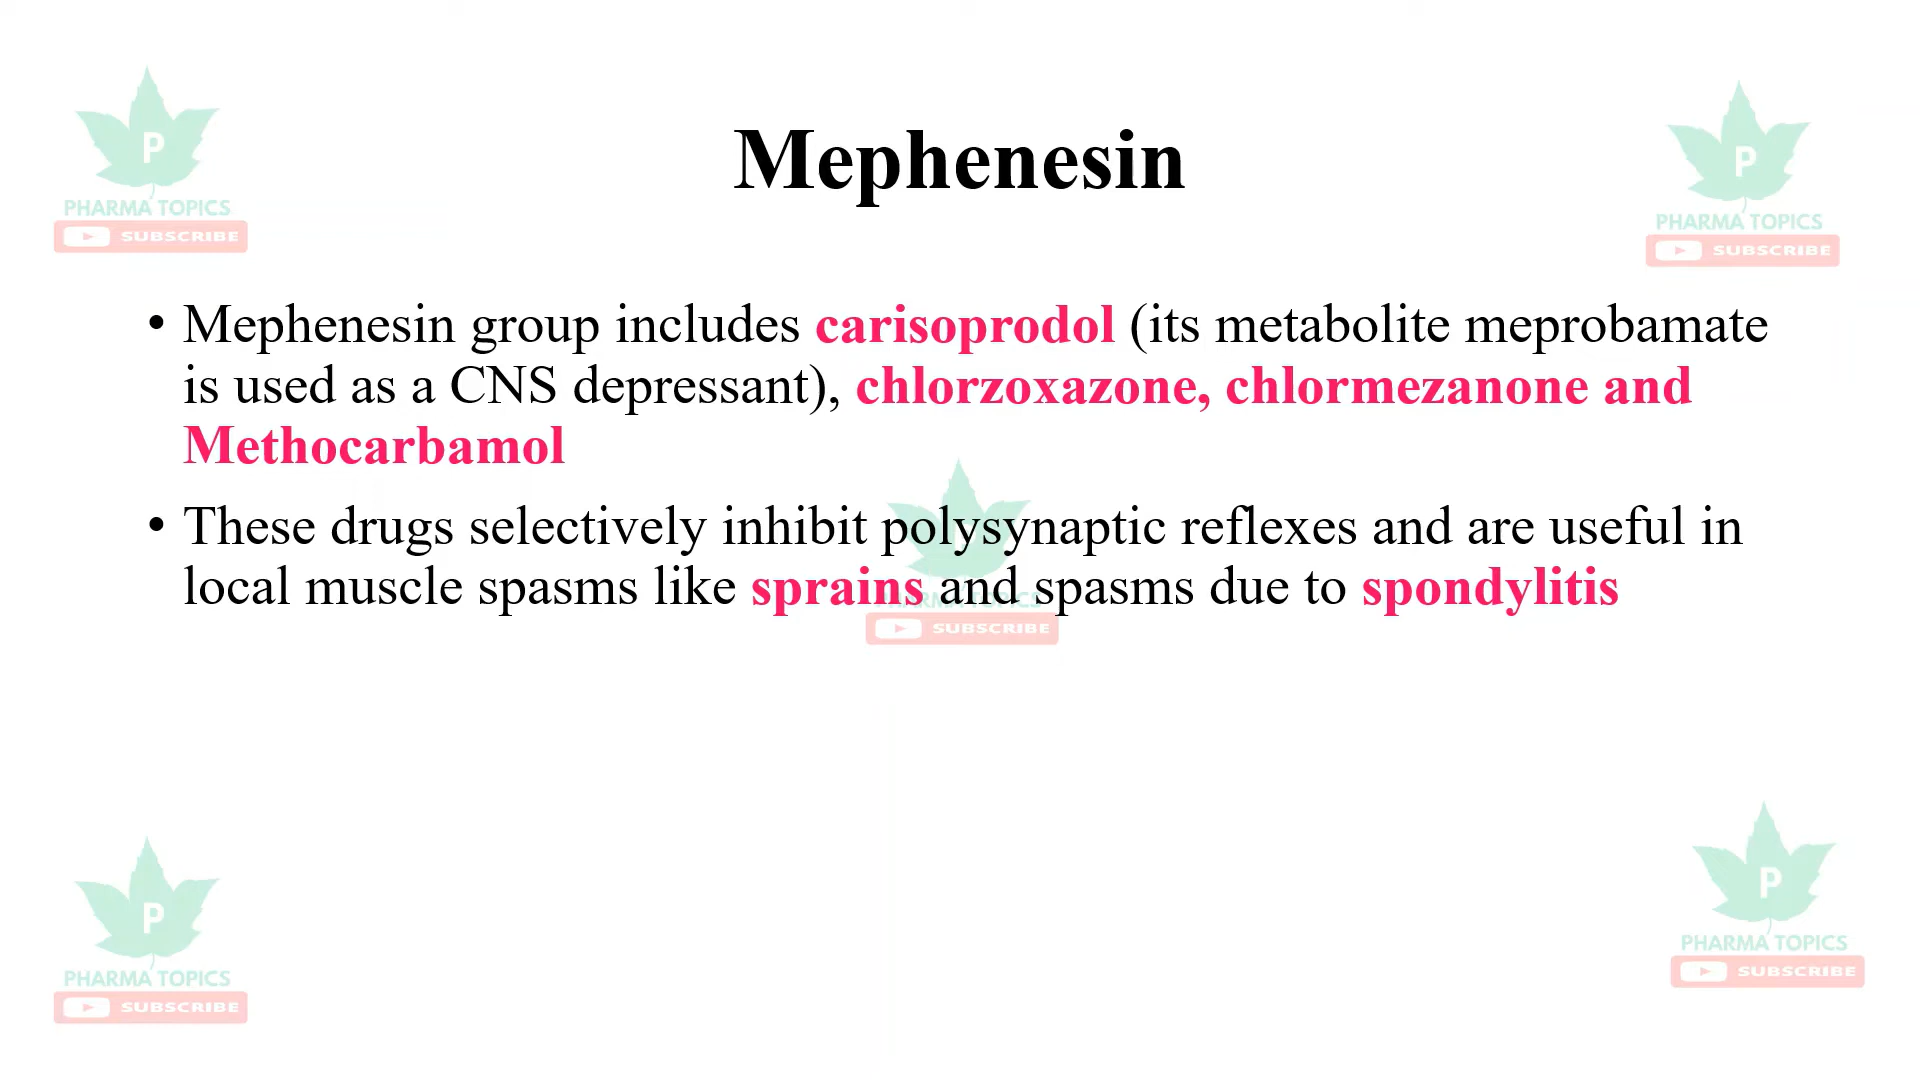 Mephenesin
P
PHARMA TOPICS
SUBSCRIBE
P
PHARMA TOPICS
SUBSCRIBE
• Mephenesin group includes carisoprodol (its metabolite meprobamate
is used as a CNS depressant), chlorzoxazone, chlormezanone and
Methocarbamol
• These drugs selectively inhibit polysynaptic reflexes and are useful in
local muscle spasms like sprains and spasms due to spondylitis
PHARMA TOPICS
SUBSCRIBE
P
PHARMA TOPICS
SUBSCRIBE
P
PHARMA TOPICS
SUBSCRIBE